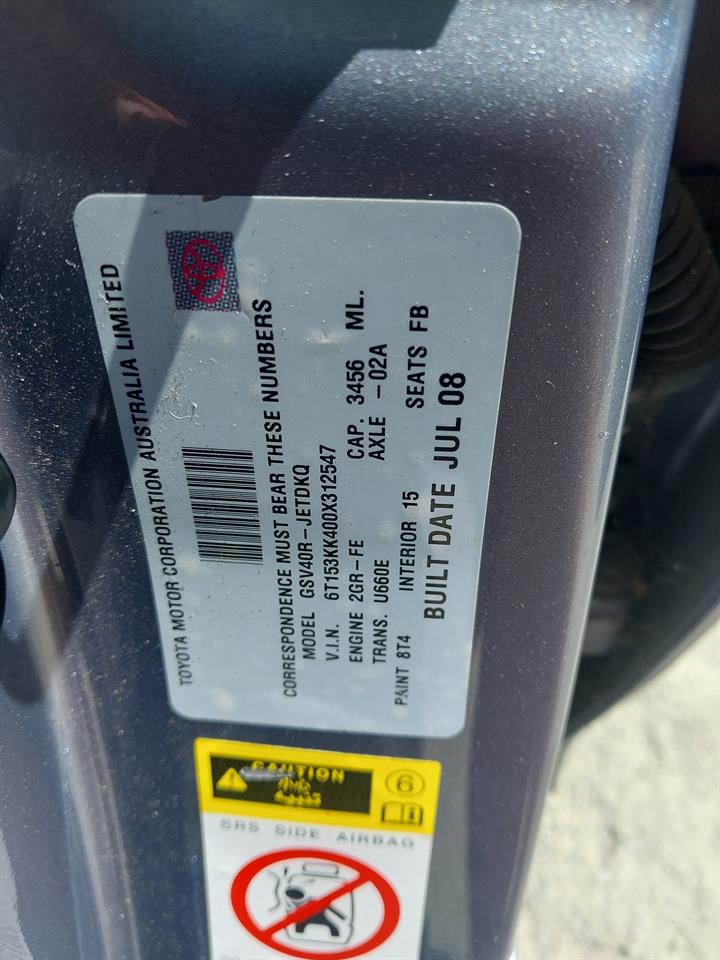 TOYOTA MOTOR CORPORATION AUSTRALIA LIMITED
CORRESPONDENCE MUST BEAR THESE NUMBERS
MODEL GSV40R-JETDKQ
V.I.N. 6T153KK400X312547
ENGINE 2GR-FE CAP. 3456 ML.
TRANS. U660E AXLE -02A
PAINT 8T4 INTERIOR 15 SEATS FB
BUILT DATE JUL 08
CAUTION
6
SRS SIDE AIRBAG